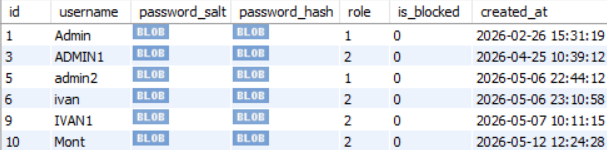 id username password_salt password_hash role is_blocked created_at
1 Admin BLOB BLOB 1 0 2026-02-26 15:31:19
3 ADMIN1 BLOB BLOB 2 0 2026-04-25 10:39:12
5 admin2 BLOB BLOB 1 0 2026-05-06 22:44:12
6 ivan BLOB BLOB 2 0 2026-05-06 23:10:58
9 IVAN1 BLOB BLOB 2 0 2026-05-07 10:11:15
10 Mont BLOB BLOB 2 0 2026-05-12 12:24:28